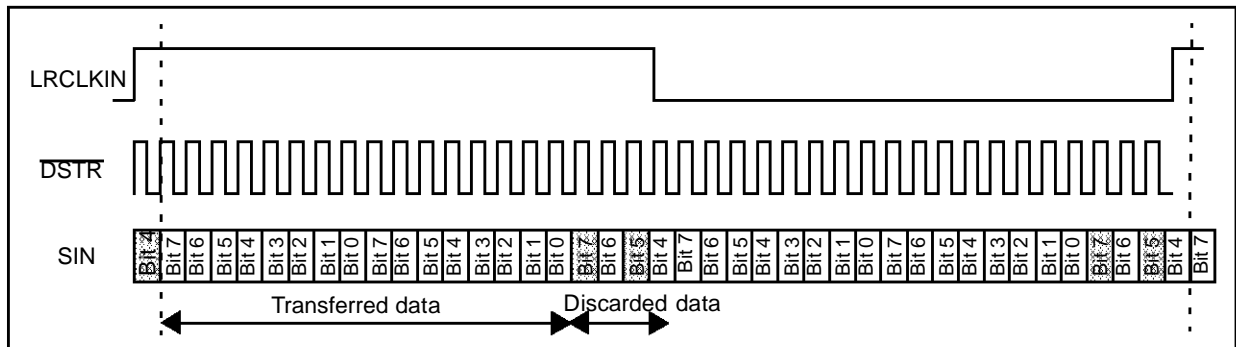 LRCLKIN
DSTR
SIN
Bit 4 Bit 7 Bit 6 Bit 5 Bit 4 Bit 3 Bit 2 Bit 1 Bit 0 Bit 7 Bit 6 Bit 5 Bit 4 Bit 3 Bit 2 Bit 1 Bit 0 Bit 7 Bit 6 Bit 5 Bit 4 Bit 7 Bit 6 Bit 5 Bit 4 Bit 3 Bit 2 Bit 1 Bit 0 Bit 7 Bit 6 Bit 5 Bit 4 Bit 3 Bit 2 Bit 1 Bit 0 Bit 7 Bit 6 Bit 5 Bit 4 Bit 7
Transferred data Discarded data